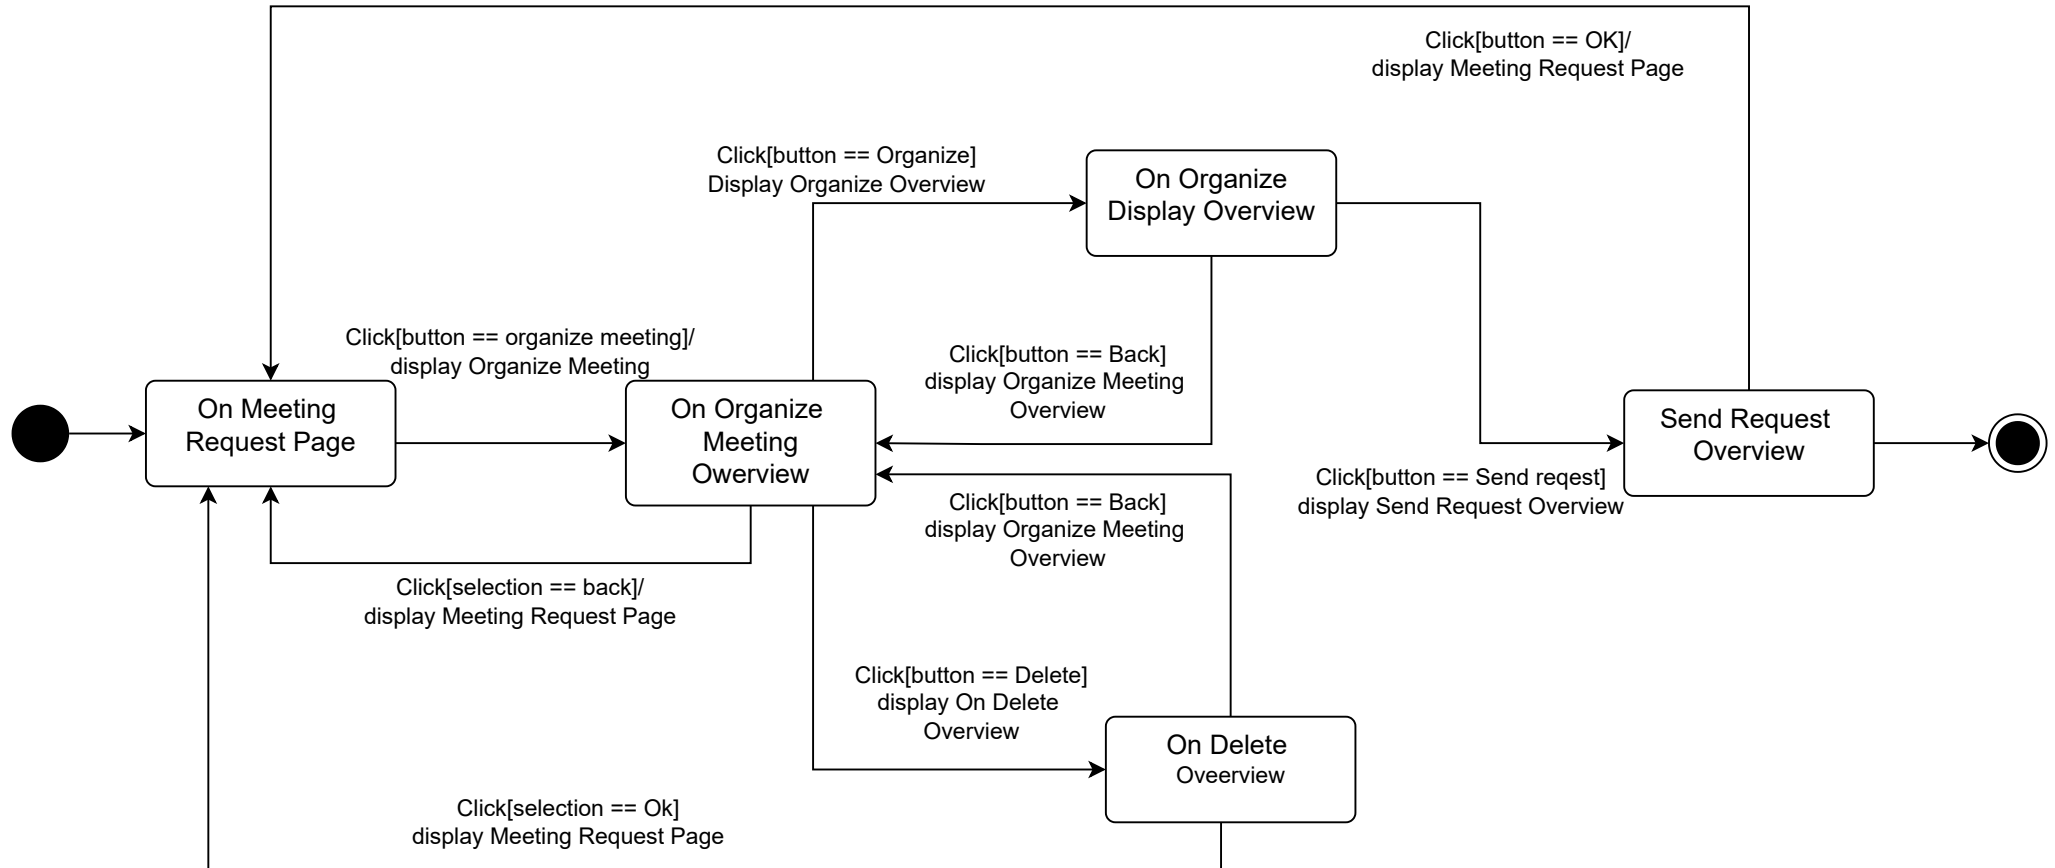 Click[button == OK]/
display Meeting Request Page
Click[button == Organize]
Display Organize Overview
On Organize
Display Overview
Click[button == organize meeting]/
display Organize Meeting
Click[button == Back]
display Organize Meeting
Overview
On Meeting
Request Page
On Organize
Meeting
Owerview
Send Request
Overview
Click[button == Send reqest]
display Send Request Overview
Click[button == Back]
display Organize Meeting
Overview
Click[selection == back]/
display Meeting Request Page
Click[button == Delete]
display On Delete
Overview
On Delete
Oveerview
Click[selection == Ok]
display Meeting Request Page